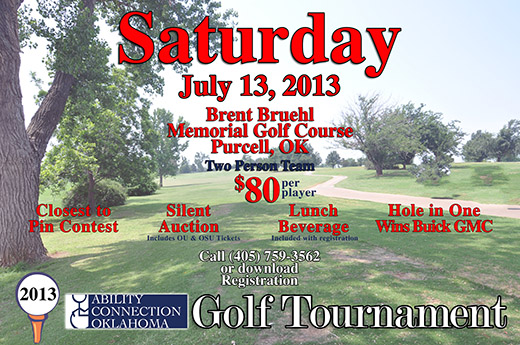 Saturday
July 13, 2013
Brent Bruehl
Memorial Golf Course
Purcell, OK
Two Person Team
$80 per player
Closest to
Pin Contest
Silent
Auction
Includes OU & OSU Tickets
Lunch
Beverage
Included with registration
Hole in One
Wins Buick GMC
Call (405) 759-3562
or download
Registration
2013
ABILITY
CONNECTION
OKLAHOMA
Golf Tournament